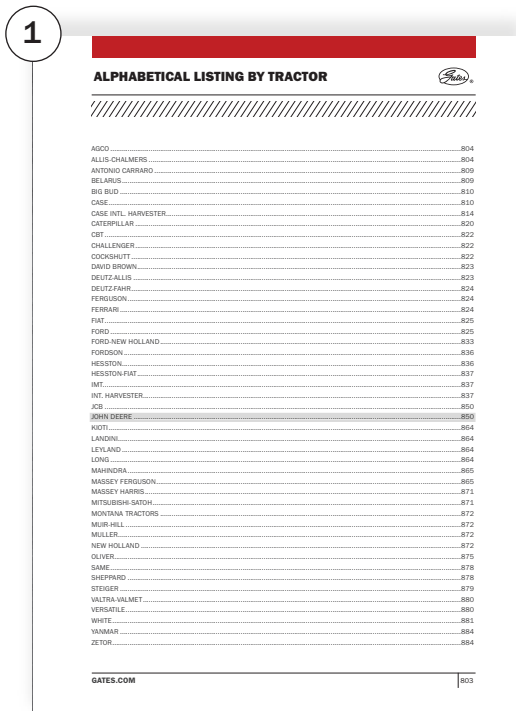 1
ALPHABETICAL LISTING BY TRACTOR
Gates®
AGCO 804
ALLIS-CHALMERS 804
ANTONIO CARRARO 809
BELARUS 809
BIG BUD 810
CASE 810
CASE INTL. HARVESTER 814
CATERPILLAR 820
CBT 822
CHALLENGER 822
COCKSHUTT 822
DAVID BROWN 823
DEUTZ-ALLIS 823
DEUTZ-FAHR 824
FERGUSON 824
FERRARI 824
FIAT 825
FORD 825
FORD-NEW HOLLAND 833
FORDSON 836
HESSTON 836
HESSTON-FIAT 837
IMT 837
INT. HARVESTER 837
JCB 850
JOHN DEERE 850
KIOTI 864
LANDINI 864
LEYLAND 864
LONG 864
MAHINDRA 865
MASSEY FERGUSON 865
MASSEY HARRIS 871
MITSUBISHI-SATOH 871
MONTANA TRACTORS 872
MUIR-HILL 872
MULLER 872
NEW HOLLAND 872
OLIVER 875
SAME 878
SHEPPARD 878
STEIGER 879
VALTRA-VALMET 880
VERSATILE 880
WHITE 881
YANMAR 884
ZETOR 884
GATES.COM 803